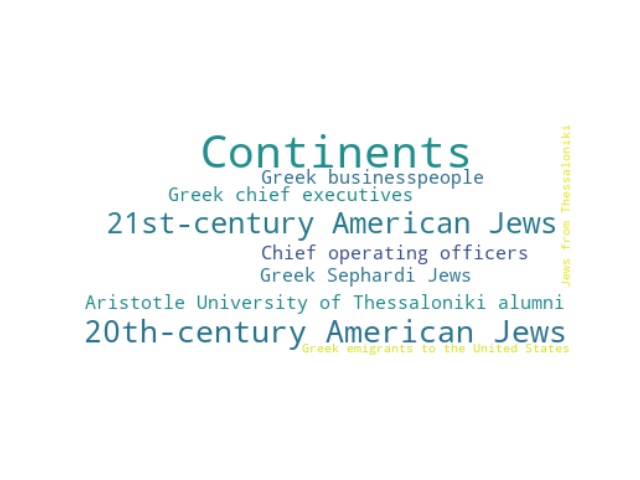 Continents
Greek businesspeople
Greek chief executives
21st-century American Jews
Chief operating officers
Greek Sephardi Jews
Aristotle University of Thessaloniki alumni
20th-century American Jews
Greek emigrants to the United States
Jews from Thessaloniki